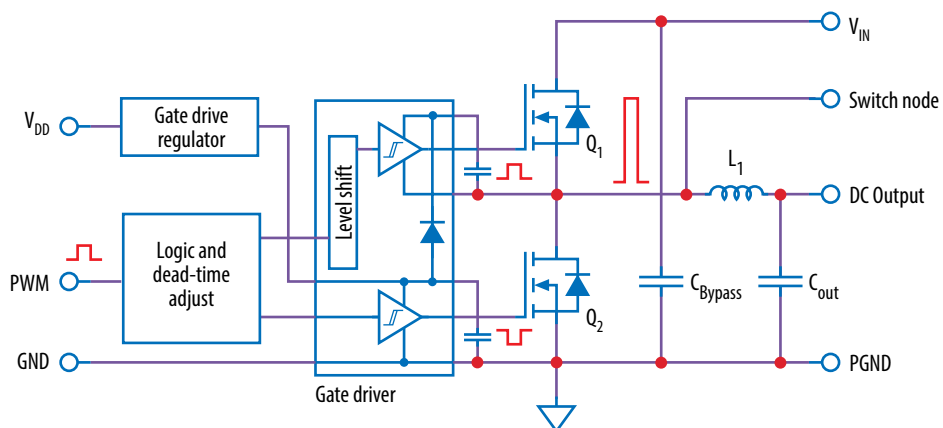 V_IN
Switch node
V_DD
Gate drive
regulator
Q_1
L_1
Level shift
DC Output
PWM
Logic and
dead-time
adjust
Q_2
C_Bypass
C_out
GND
PGND
Gate driver